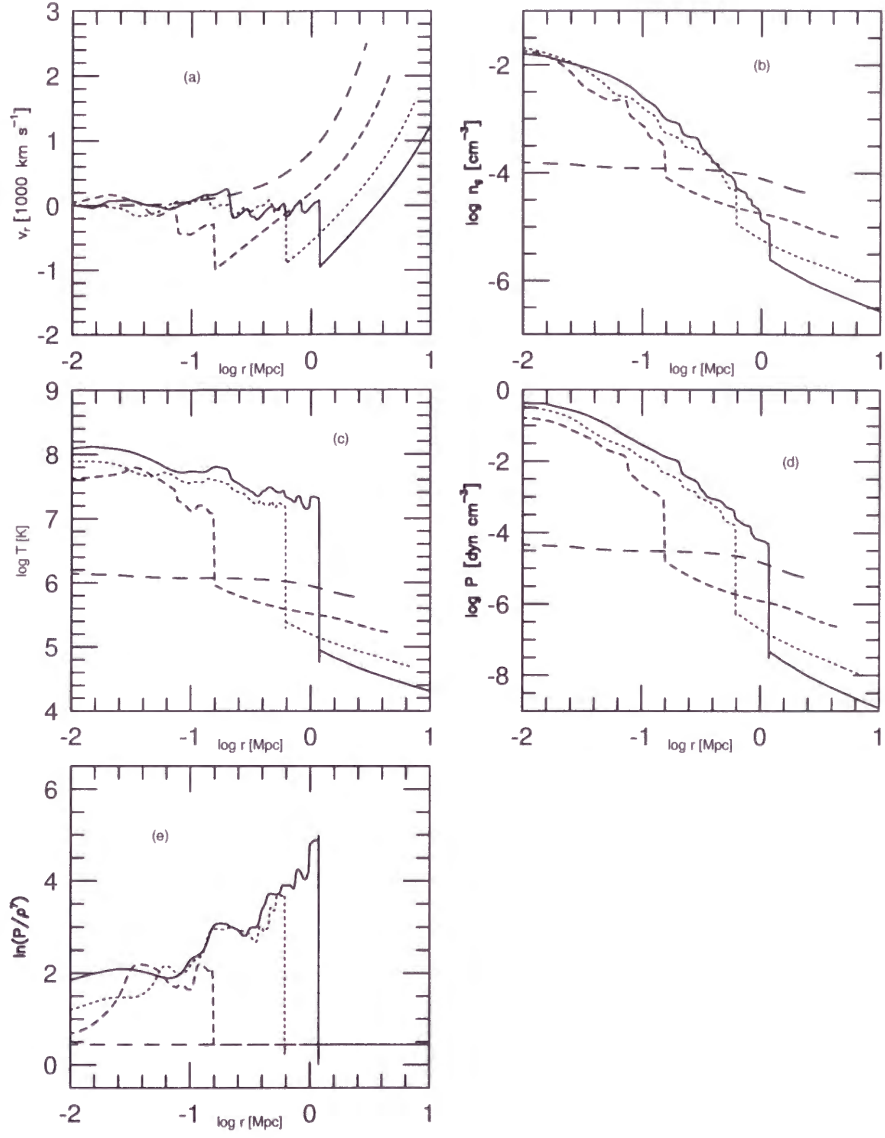 3
2
1
0
-1
-2
v_r [1000 km s⁻¹]
(a)
-2
-1
0
1
log r [Mpc]
-2
-4
-6
log n_g [cm⁻³]
(b)
-2
-1
0
1
log r [Mpc]
9
8
7
6
5
4
log T [K]
(c)
-2
-1
0
1
log r [Mpc]
0
-2
-4
-6
-8
log P [dyn cm⁻³]
(d)
-2
-1
0
1
log r [Mpc]
6
4
2
0
ln(P/ρ^γ)
(e)
-2
-1
0
1
log r [Mpc]